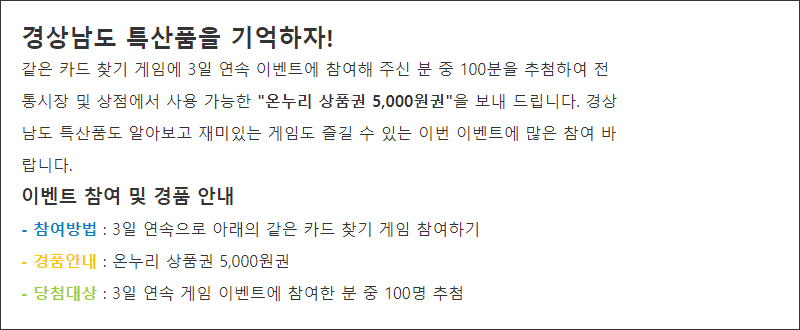 경상남도 특산품을 기억하자!
같은 카드 찾기 게임에 3일 연속 이벤트에 참여해 주신 분 중 100분을 추첨하여 전
통시장 및 상점에서 사용 가능한 "온누리 상품권 5,000원권"을 보내 드립니다. 경상
남도 특산품도 알아보고 재미있는 게임도 즐길 수 있는 이번 이벤트에 많은 참여 바
랍니다.
이벤트 참여 및 경품 안내
- 참여방법 : 3일 연속으로 아래의 같은 카드 찾기 게임 참여하기
- 경품안내 : 온누리 상품권 5,000원권
- 당첨대상 : 3일 연속 게임 이벤트에 참여한 분 중 100명 추첨